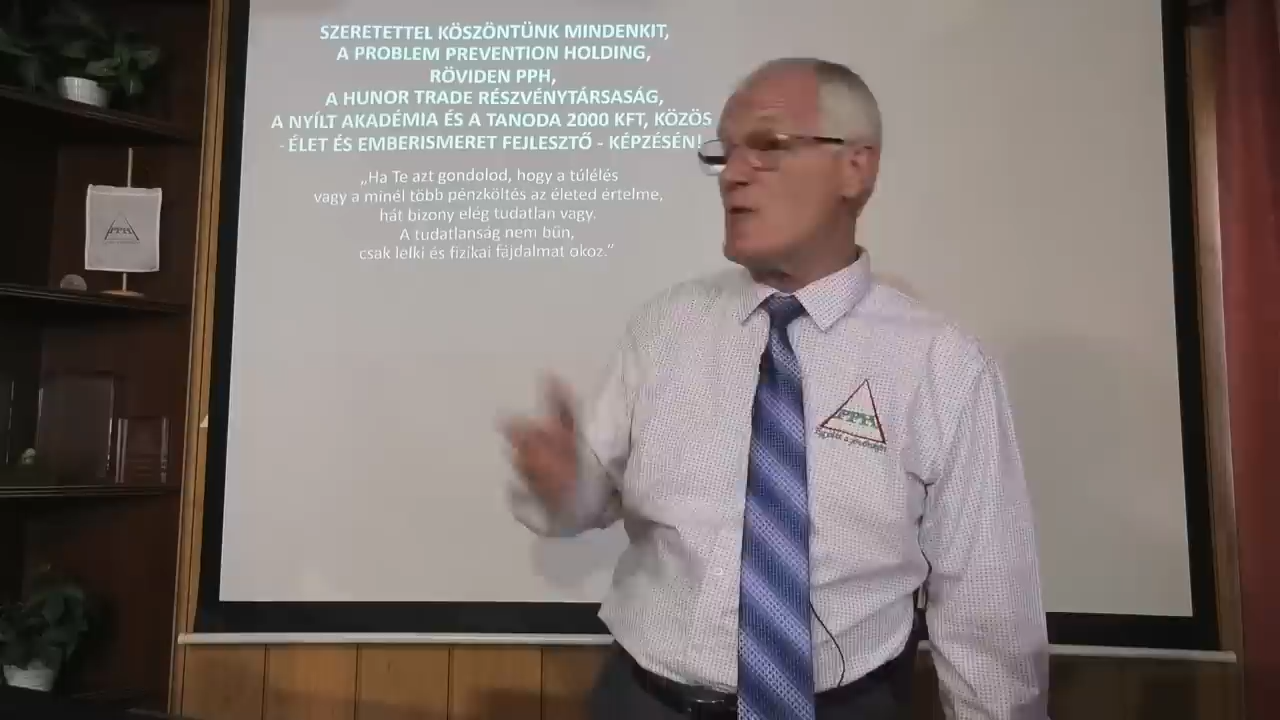 SZERETETTEL KÖSZÖNTÜNK MINDENKIT,
A PROBLEM PREVENTION HOLDING,
RÖVIDEN PPH,
A HUNOR TRADE RÉSZVÉNYTÁRSASÁG,
A NYÍLT AKADÉMIA ÉS A TANODA 2000 KFT, KÖZÖS
- ÉLET ÉS EMBERISMERET FEJLESZTŐ - KÉPZÉSÉN!
„Ha Te azt gondolod, hogy a túlélés
vagy a minél több pénzköltés az életed értelme,
hát bizony elég tudatlan vagy.
A tudatlanság nem bűn,
csak lelki és fizikai fájdalmat okoz.”
PPH
PPH